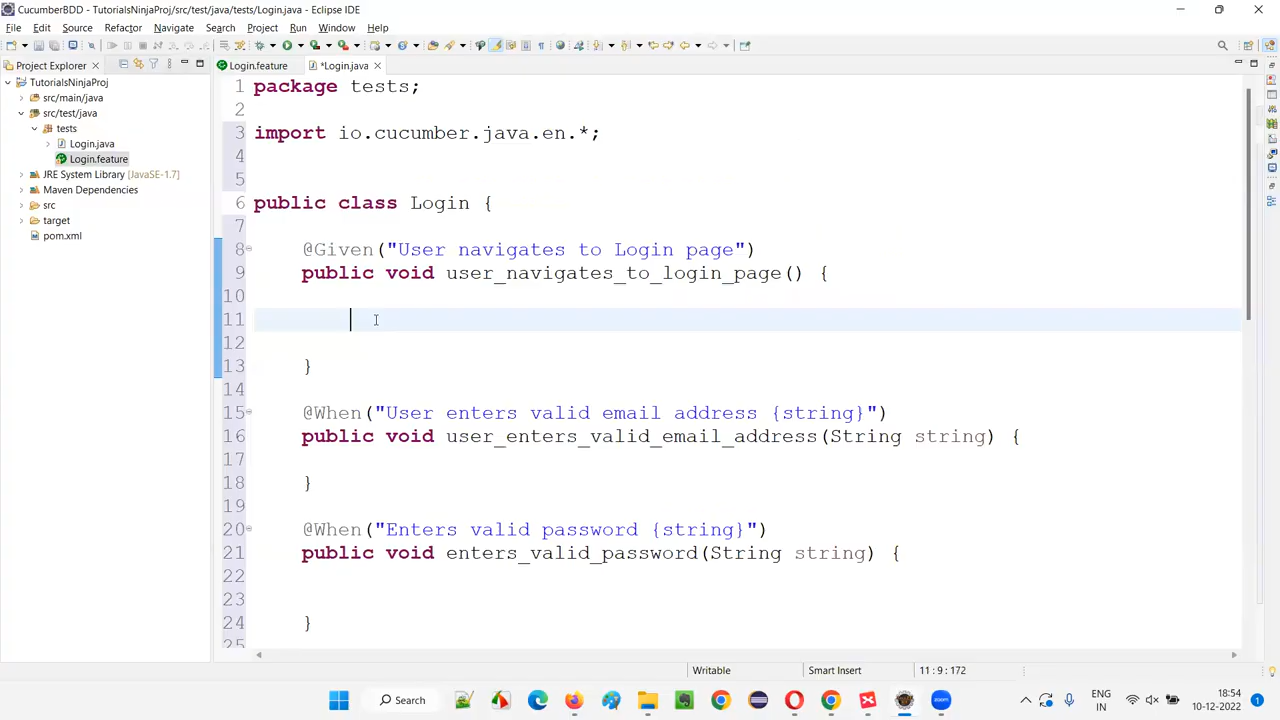 CucumberBDD - TutorialsNinjaProj/src/test/java/tests/Login.java - Eclipse IDE
File Edit Source Refactor Navigate Search Project Run Window Help
Project Explorer
Login.feature
*Login.java
TutorialsNinjaProj
src/main/java
src/test/java
tests
Login.java
Login.feature
JRE System Library [JavaSE-1.7]
Maven Dependencies
src
target
pom.xml
1 package tests;
2
3 import io.cucumber.java.en.*;
4
5
6 public class Login {
7
8 @Given("User navigates to Login page")
9 public void user_navigates_to_login_page() {
10
11
12
13 }
14
15 @When("User enters valid email address {string}")
16 public void user_enters_valid_email_address(String string) {
17
18 }
19
20 @When("Enters valid password {string}")
21 public void enters_valid_password(String string) {
22
23
24 }
25
Writable
Smart Insert
11 : 9 : 172
Search
zoom
ENG
IN
18:54
10-12-2022
1